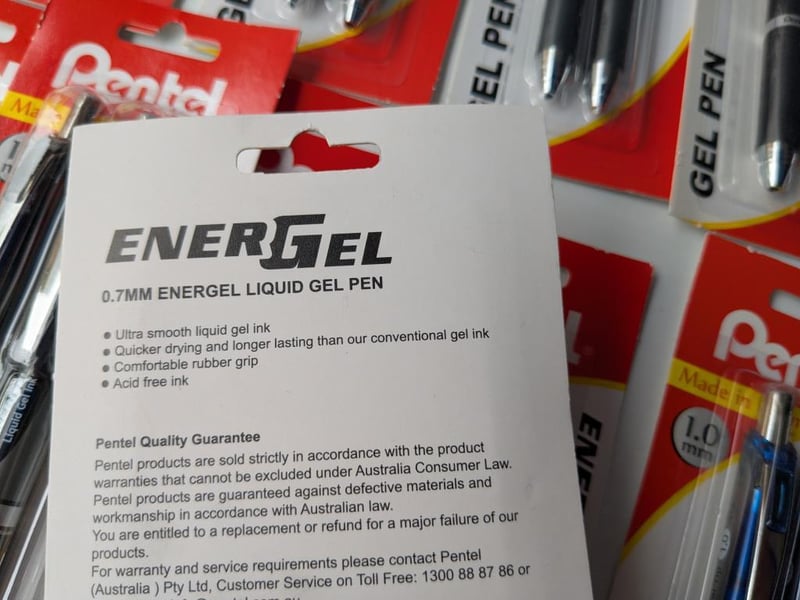 Pentel
GEL PEN
GEL PEN
ENERGEL
0.7MM ENERGEL LIQUID GEL PEN
● Ultra smooth liquid gel ink
● Quicker drying and longer lasting than our conventional gel ink
● Comfortable rubber grip
● Acid free ink
Pentel Quality Guarantee
Pentel products are sold strictly in accordance with the product
warranties that cannot be excluded under Australia Consumer Law.
Pentel products are guaranteed against defective materials and
workmanship in accordance with Australian law.
You are entitled to a replacement or refund for a major failure of our
products.
For warranty and service requirements please contact Pentel
(Australia ) Pty Ltd, Customer Service on Toll Free: 1300 88 87 86 or
Liquid Gel Ink
Pentel
Made in
1.0
mm